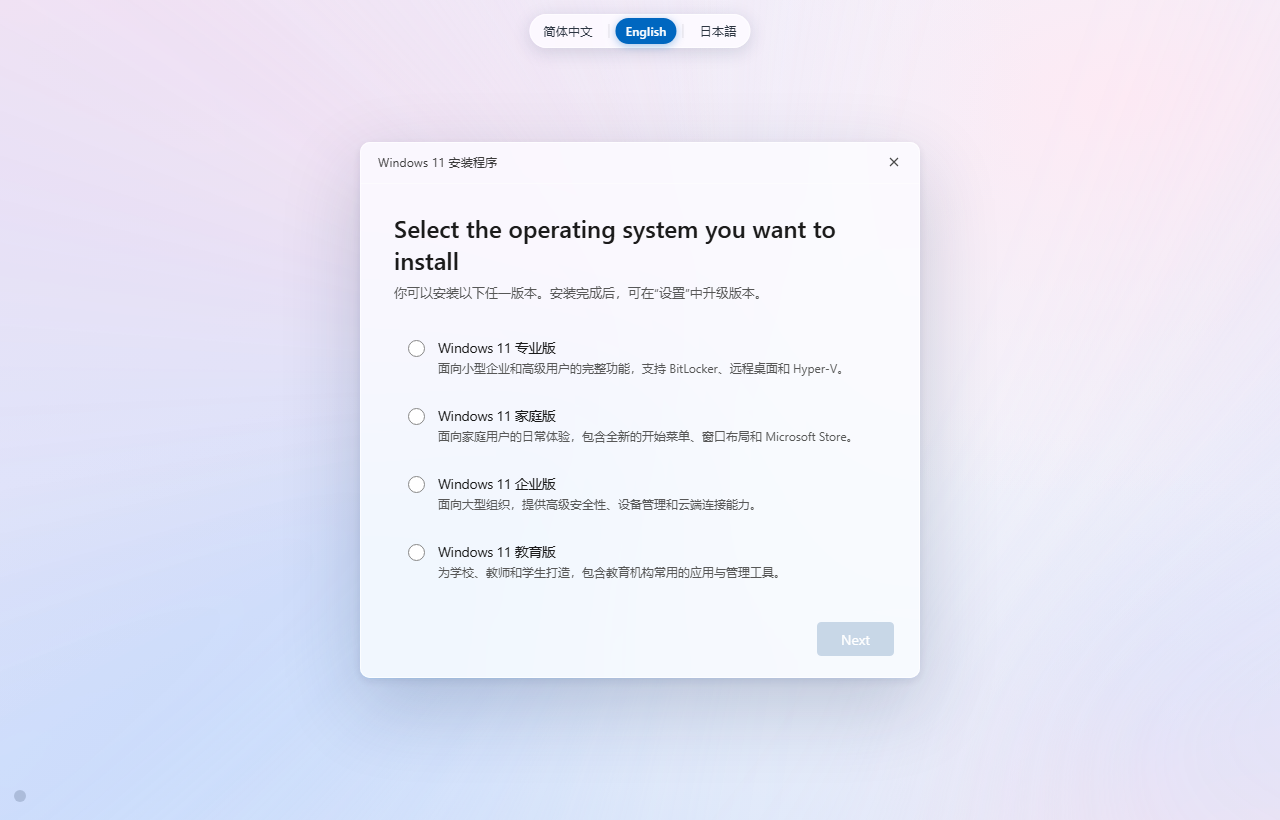 简体中文
English
日本語
Windows 11 安装程序
Select the operating system you want to
install
你可以安装以下任一版本。安装完成后，可在“设置”中升级版本。
Windows 11 专业版
面向小型企业和高级用户的完整功能，支持 BitLocker、远程桌面和 Hyper-V。
Windows 11 家庭版
面向家庭用户的日常体验，包含全新的开始菜单、窗口布局和 Microsoft Store。
Windows 11 企业版
面向大型组织，提供高级安全性、设备管理和云端连接能力。
Windows 11 教育版
为学校、教师和学生打造，包含教育机构常用的应用与管理工具。
Next